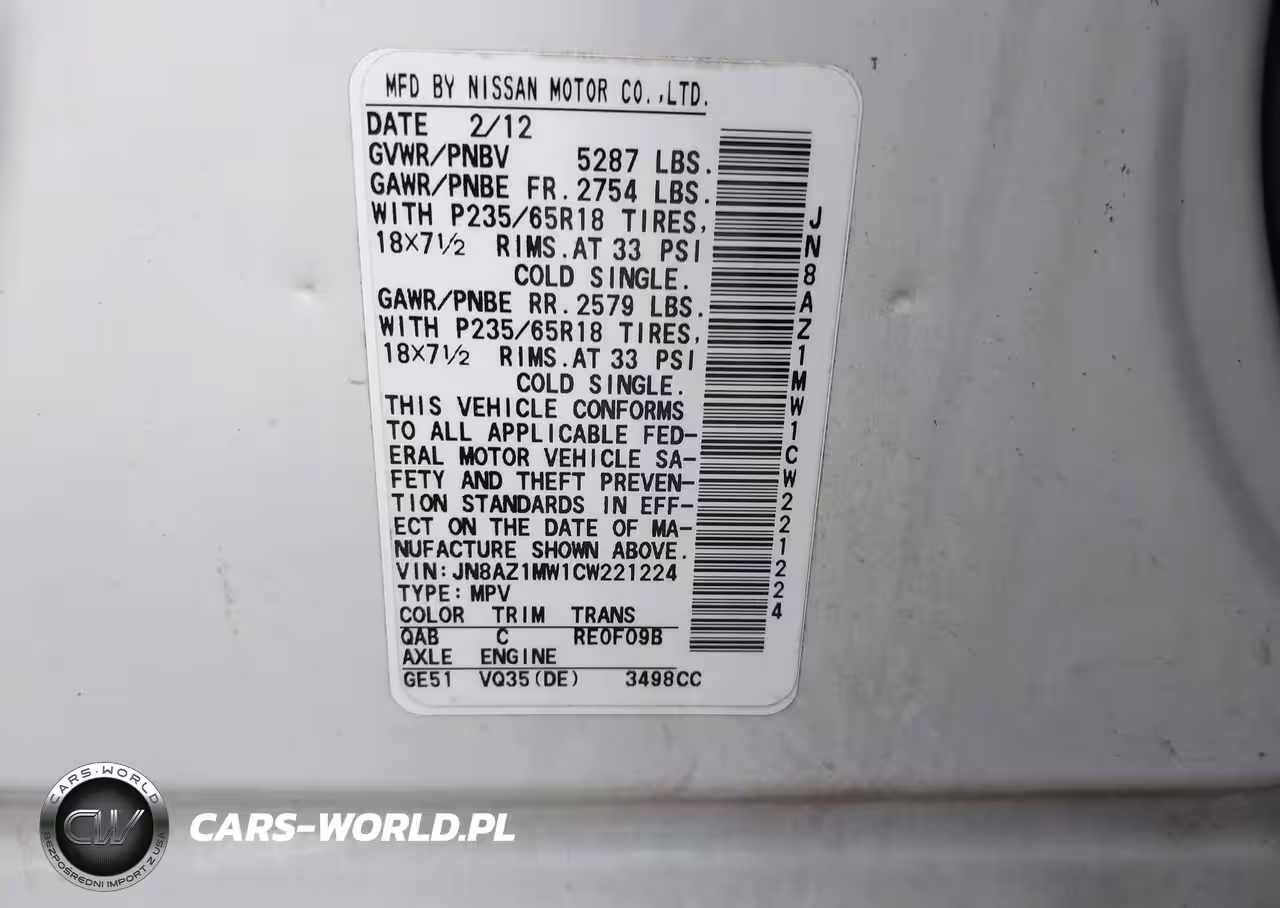 MFD BY NISSAN MOTOR CO.,LTD.
DATE 2/12
GVWR/PNBV 5287 LBS.
GAWR/PNBE FR. 2754 LBS.
WITH P235/65R18 TIRES,
18×7½ RIMS.AT 33 PSI
COLD SINGLE.
GAWR/PNBE RR. 2579 LBS.
WITH P235/65R18 TIRES,
18×7½ RIMS.AT 33 PSI
COLD SINGLE.
THIS VEHICLE CONFORMS
TO ALL APPLICABLE FED-
ERAL MOTOR VEHICLE SA-
FETY AND THEFT PREVEN-
TION STANDARDS IN EFF-
ECT ON THE DATE OF MA-
NUFACTURE SHOWN ABOVE.
VIN:JN8AZ1MW1CW221224
TYPE:MPV
COLOR TRIM TRANS
QAB C RE0F09B
AXLE ENGINE
GE51 VQ35(DE) 3498CC
JN8AZ1MW1CW221224
CARS-WORLD
CW
BEZPOŚREDNI IMPORT Z USA
CARS-WORLD.PL